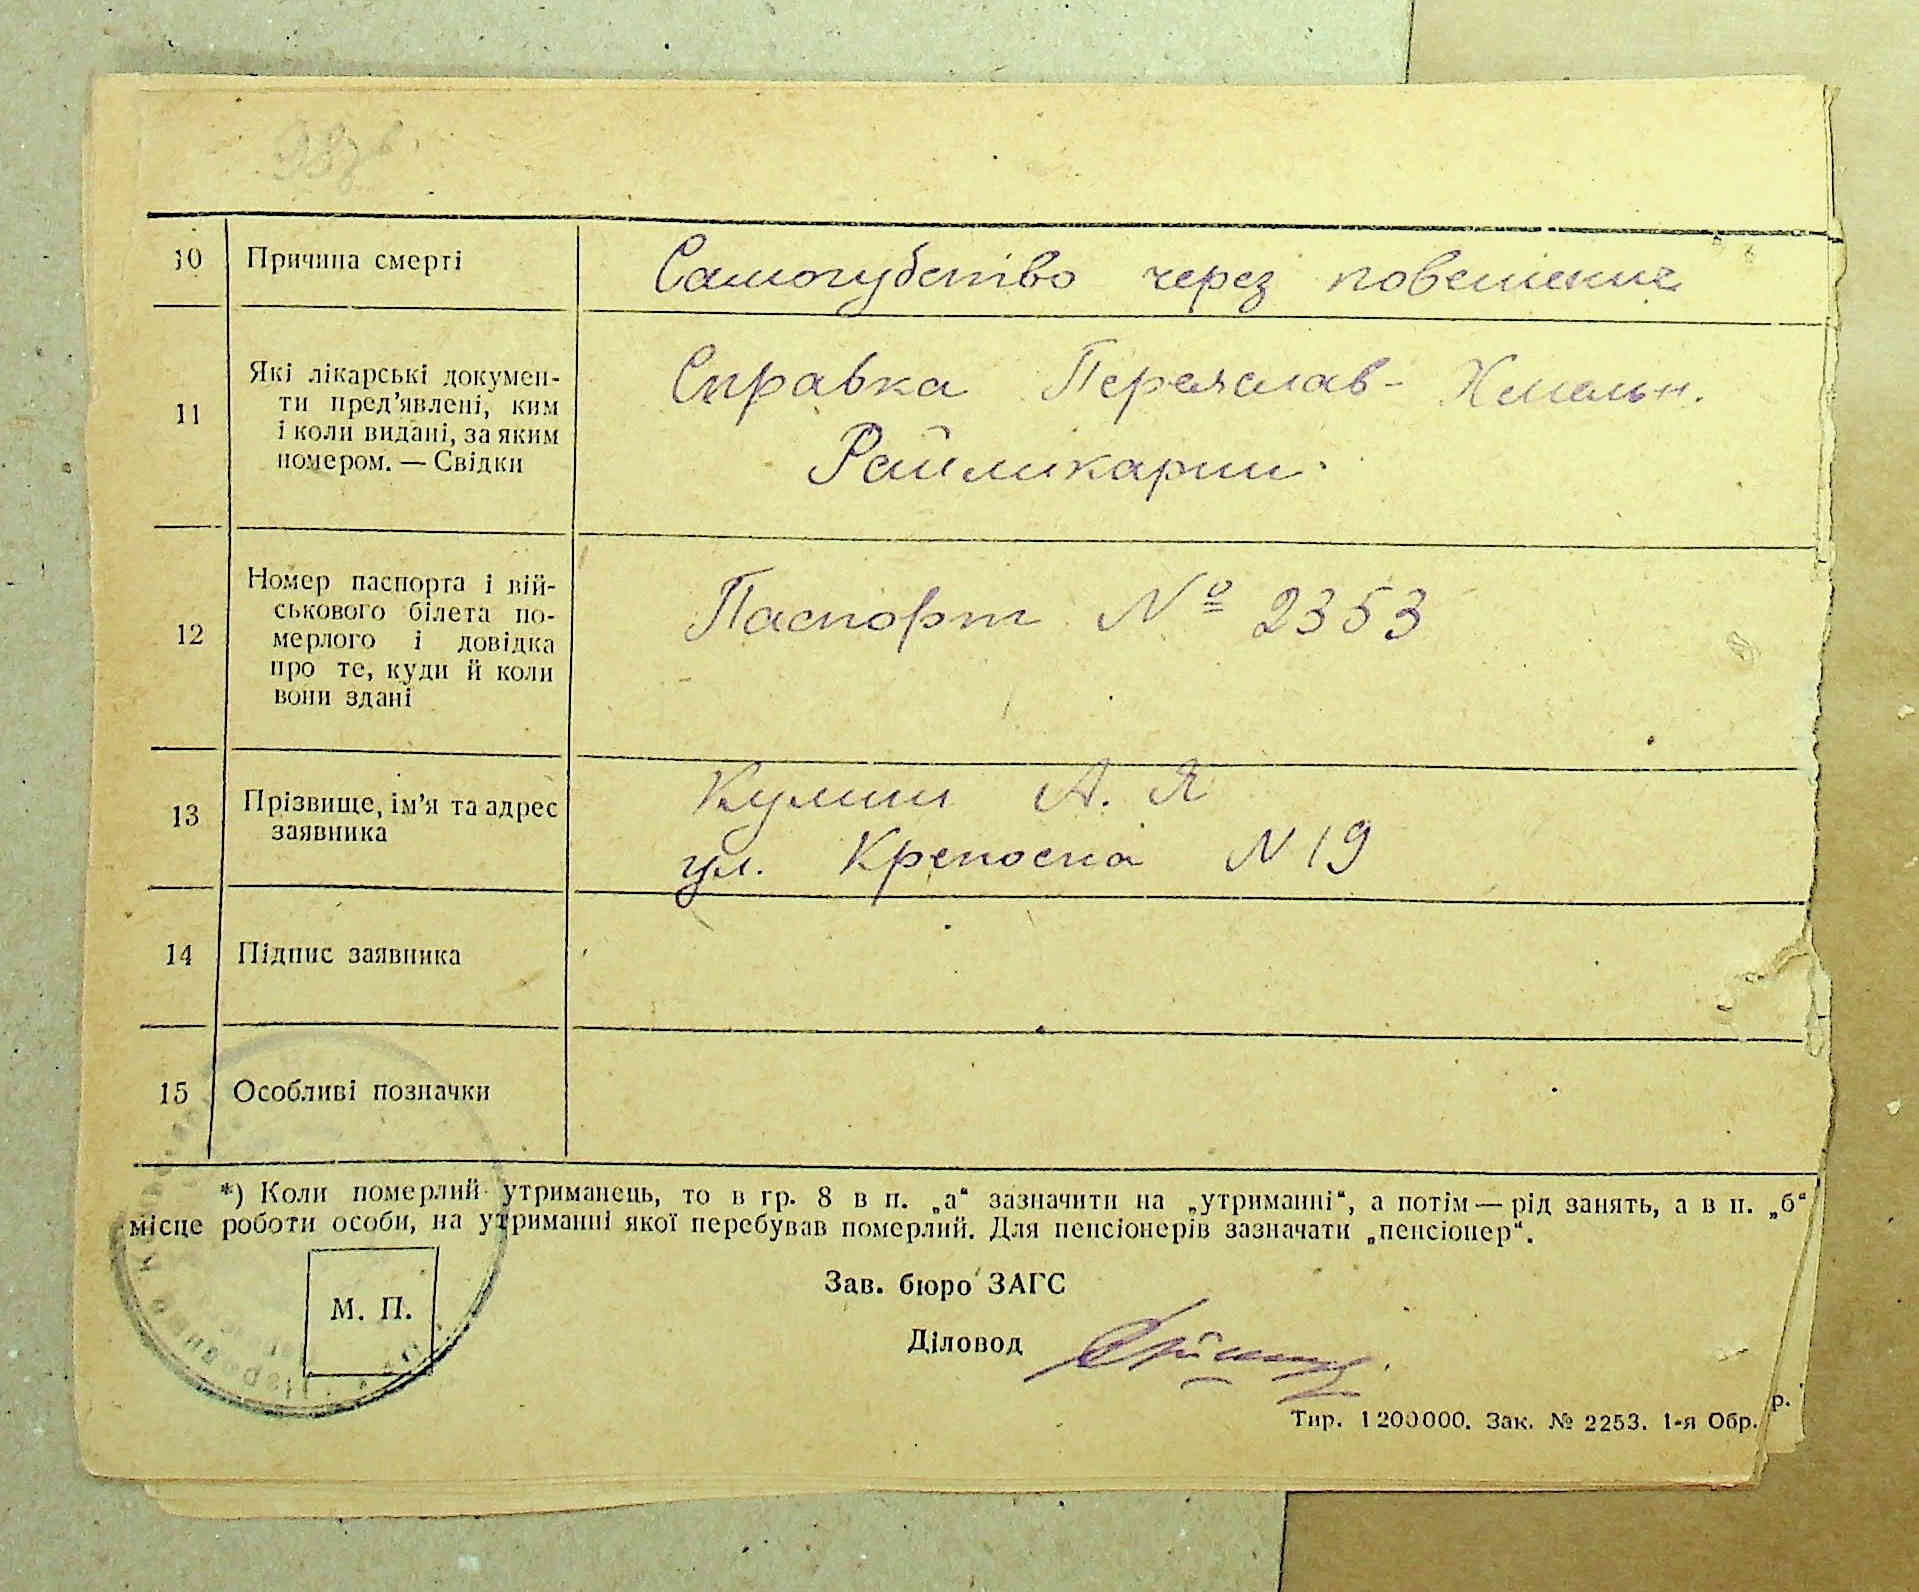 10 Причина смерті Самогубство через повешение
11 Які лікарські докумен-
ти пред'явлені, ким
і коли видані, за яким
номером. — Свідки
Справка Переяслав- Хмельн.
Райликарни.
12 Номер паспорта і вій-
ськового білета по-
мерлого і довідка
про те, куди й коли
вони здані
Паспорт № 2353
13 Прізвище, ім'я та адрес
заявника
А. Я
ул. Крепосна N 19
14 Підпис заявника
15 Особливі позначки
*) Коли померлий утриманець, то в гр. 8 в п. „а“ зазначити на „утриманні“, а потім — рід занять, а в п. „б“
місце роботи особи, на утриманні якої перебував померлий. Для пенсіонерів зазначати „пенсіонер“.
М. П.
Зав. бюро ЗАГС
Діловод
Тир. 1200000. Зак. № 2253. 1-я Обр.
р.